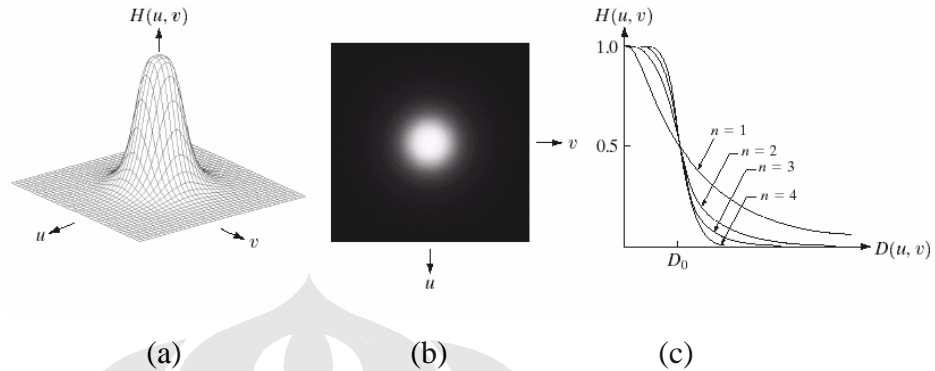 H(u, v)
u
v
(a)
v
u
(b)
H(u, v)
1.0
0.5
n = 1
n = 2
n = 3
n = 4
D₀
D(u, v)
(c)